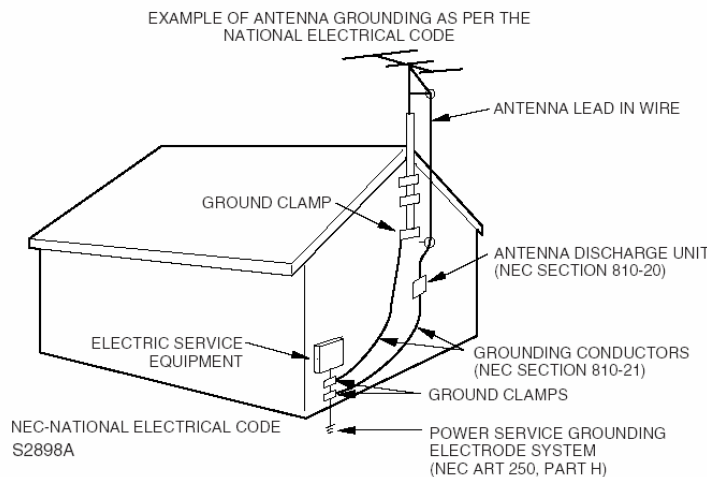 EXAMPLE OF ANTENNA GROUNDING AS PER THE
NATIONAL ELECTRICAL CODE
ANTENNA LEAD IN WIRE
GROUND CLAMP
ANTENNA DISCHARGE UNIT
(NEC SECTION 810-20)
ELECTRIC SERVICE
EQUIPMENT
GROUNDING CONDUCTORS
(NEC SECTION 810-21)
GROUND CLAMPS
NEC-NATIONAL ELECTRICAL CODE
S2898A
POWER SERVICE GROUNDING
ELECTRODE SYSTEM
(NEC ART 250, PART H)